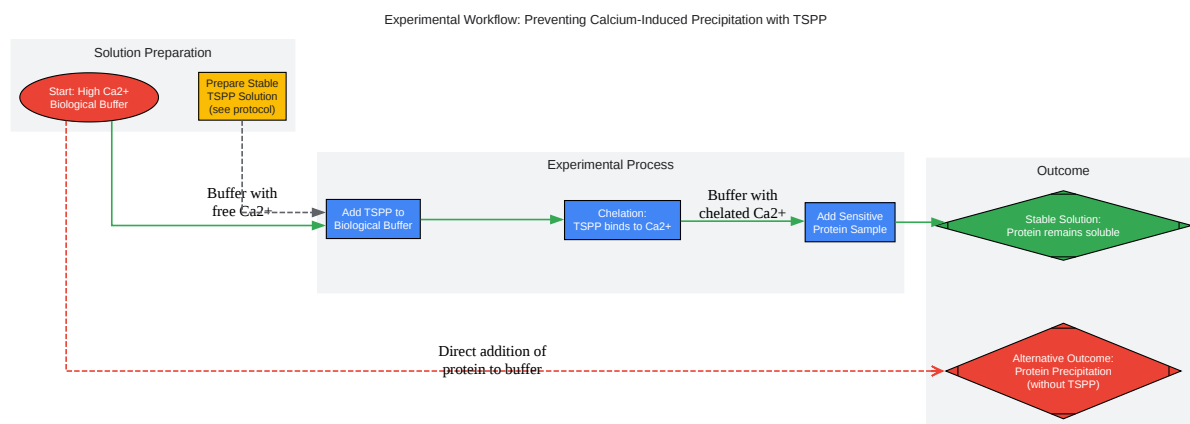 Experimental Workflow: Preventing Calcium-Induced Precipitation with TSPP
Solution Preparation
Start: High Ca2+
Biological Buffer
Prepare Stable
TSPP Solution
(see protocol)
Experimental Process
Buffer with
free Ca2+
Add TSPP to
Biological Buffer
Chelation:
TSPP binds to Ca2+
Buffer with
chelated Ca2+
Add Sensitive
Protein Sample
Outcome
Stable Solution:
Protein remains soluble
Direct addition of
protein to buffer
Alternative Outcome:
Protein Precipitation
(without TSPP)